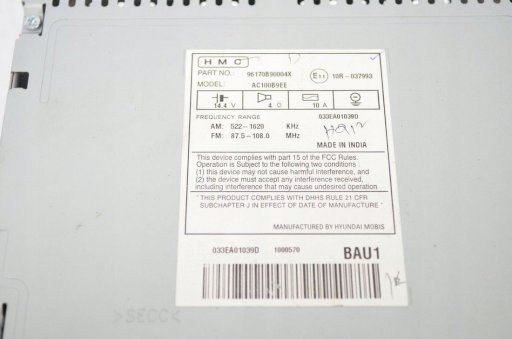 HMC
PART NO.: 96170B90004X
MODEL: AC100B9EE
E11 10R-037993
14.4 V 4 Ω 10 A
FREQUENCY RANGE 033EA01039D
AM: 522-1620 KHz
FM: 87.5-108.0 MHz
MADE IN INDIA
This device complies with part 15 of the FCC Rules.
Operation is Subject to the following two conditions :
(1) this device may not cause harmful interference, and
(2) the device must accept any interference received,
including interference that may cause undesired operation
"THIS PRODUCT COMPLIES WITH DHHS RULE 21 CFR
SUBCHAPTER J IN EFFECT OF DATE OF MANUFACTURE"
MANUFACTURED BY HYUNDAI MOBIS
033EA01039D 1000570 BAU1
>SECC<